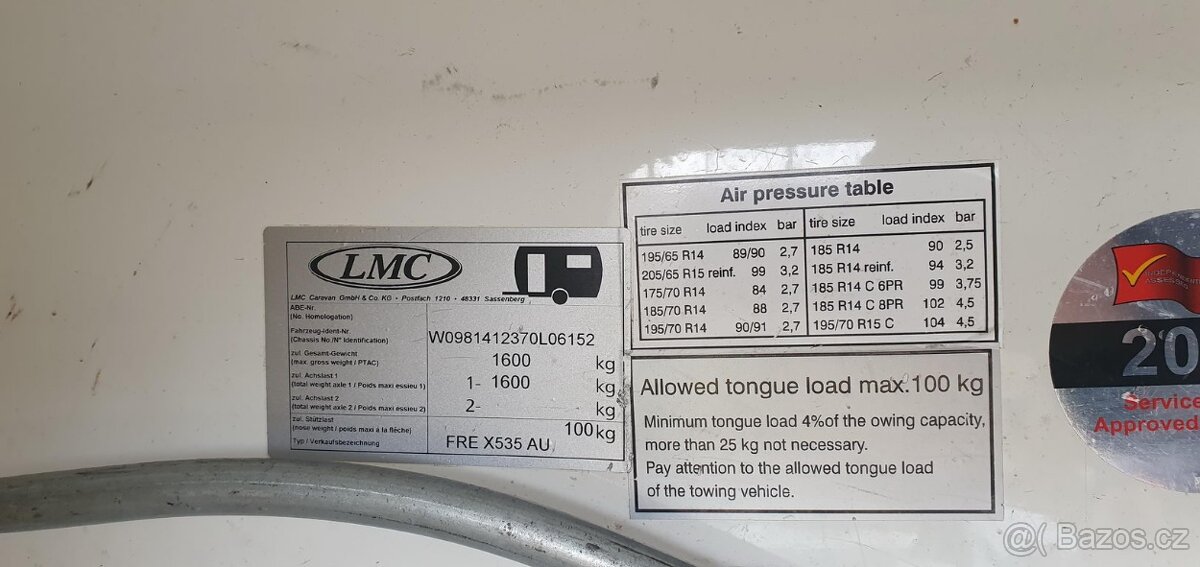 LMC
LMC Caravan GmbH & Co. KG • Postfach 1210 • 48331 Sassenberg
ABE-Nr.
(No. Homologation)
Fahrzeug-Ident-Nr
(Chassis No./N° Identification) W0981412370L06152
zul. Gesamt-Gewicht
(max. gross weight / PTAC) 1600 kg
zul. Achslast 1
(total weight axle 1 / Poids maxi essieu 1) 1- 1600 kg
zul. Achslast 2
(total weight axle 2 / Poids maxi essieu 2) 2- kg
zul. Stützlast
(nose weight / poids maxi à la flèche) 100 kg
Typ / Verkaufsbezeichnung FRE X535 AU
Air pressure table
tire size load index bar tire size load index bar
195/65 R14 89/90 2,7 185 R14 90 2,5
205/65 R15 reinf. 99 3,2 185 R14 reinf. 94 3,2
175/70 R14 84 2,7 185 R14 C 6PR 99 3,75
185/70 R14 88 2,7 185 R14 C 8PR 102 4,5
195/70 R14 90/91 2,7 195/70 R15 C 104 4,5
Allowed tongue load max.100 kg
Minimum tongue load 4%of the owing capacity,
more than 25 kg not necessary.
Pay attention to the allowed tongue load
of the towing vehicle.
20
Service
Approved
@( Bazos.cz